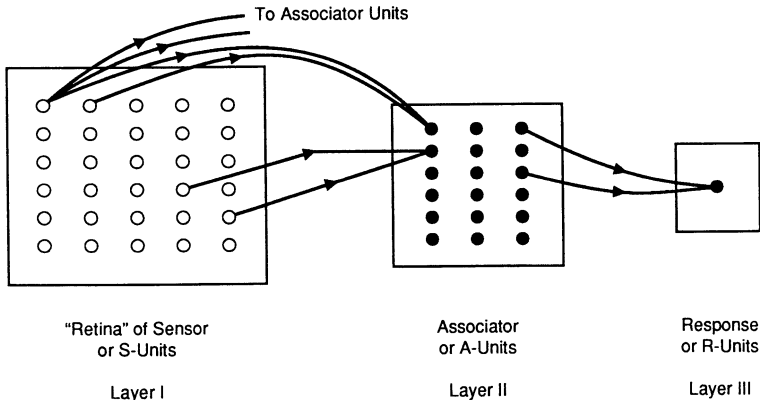 To Associator Units
"Retina" of Sensor
or S-Units
Layer I
Associator
or A-Units
Layer II
Response
or R-Units
Layer III